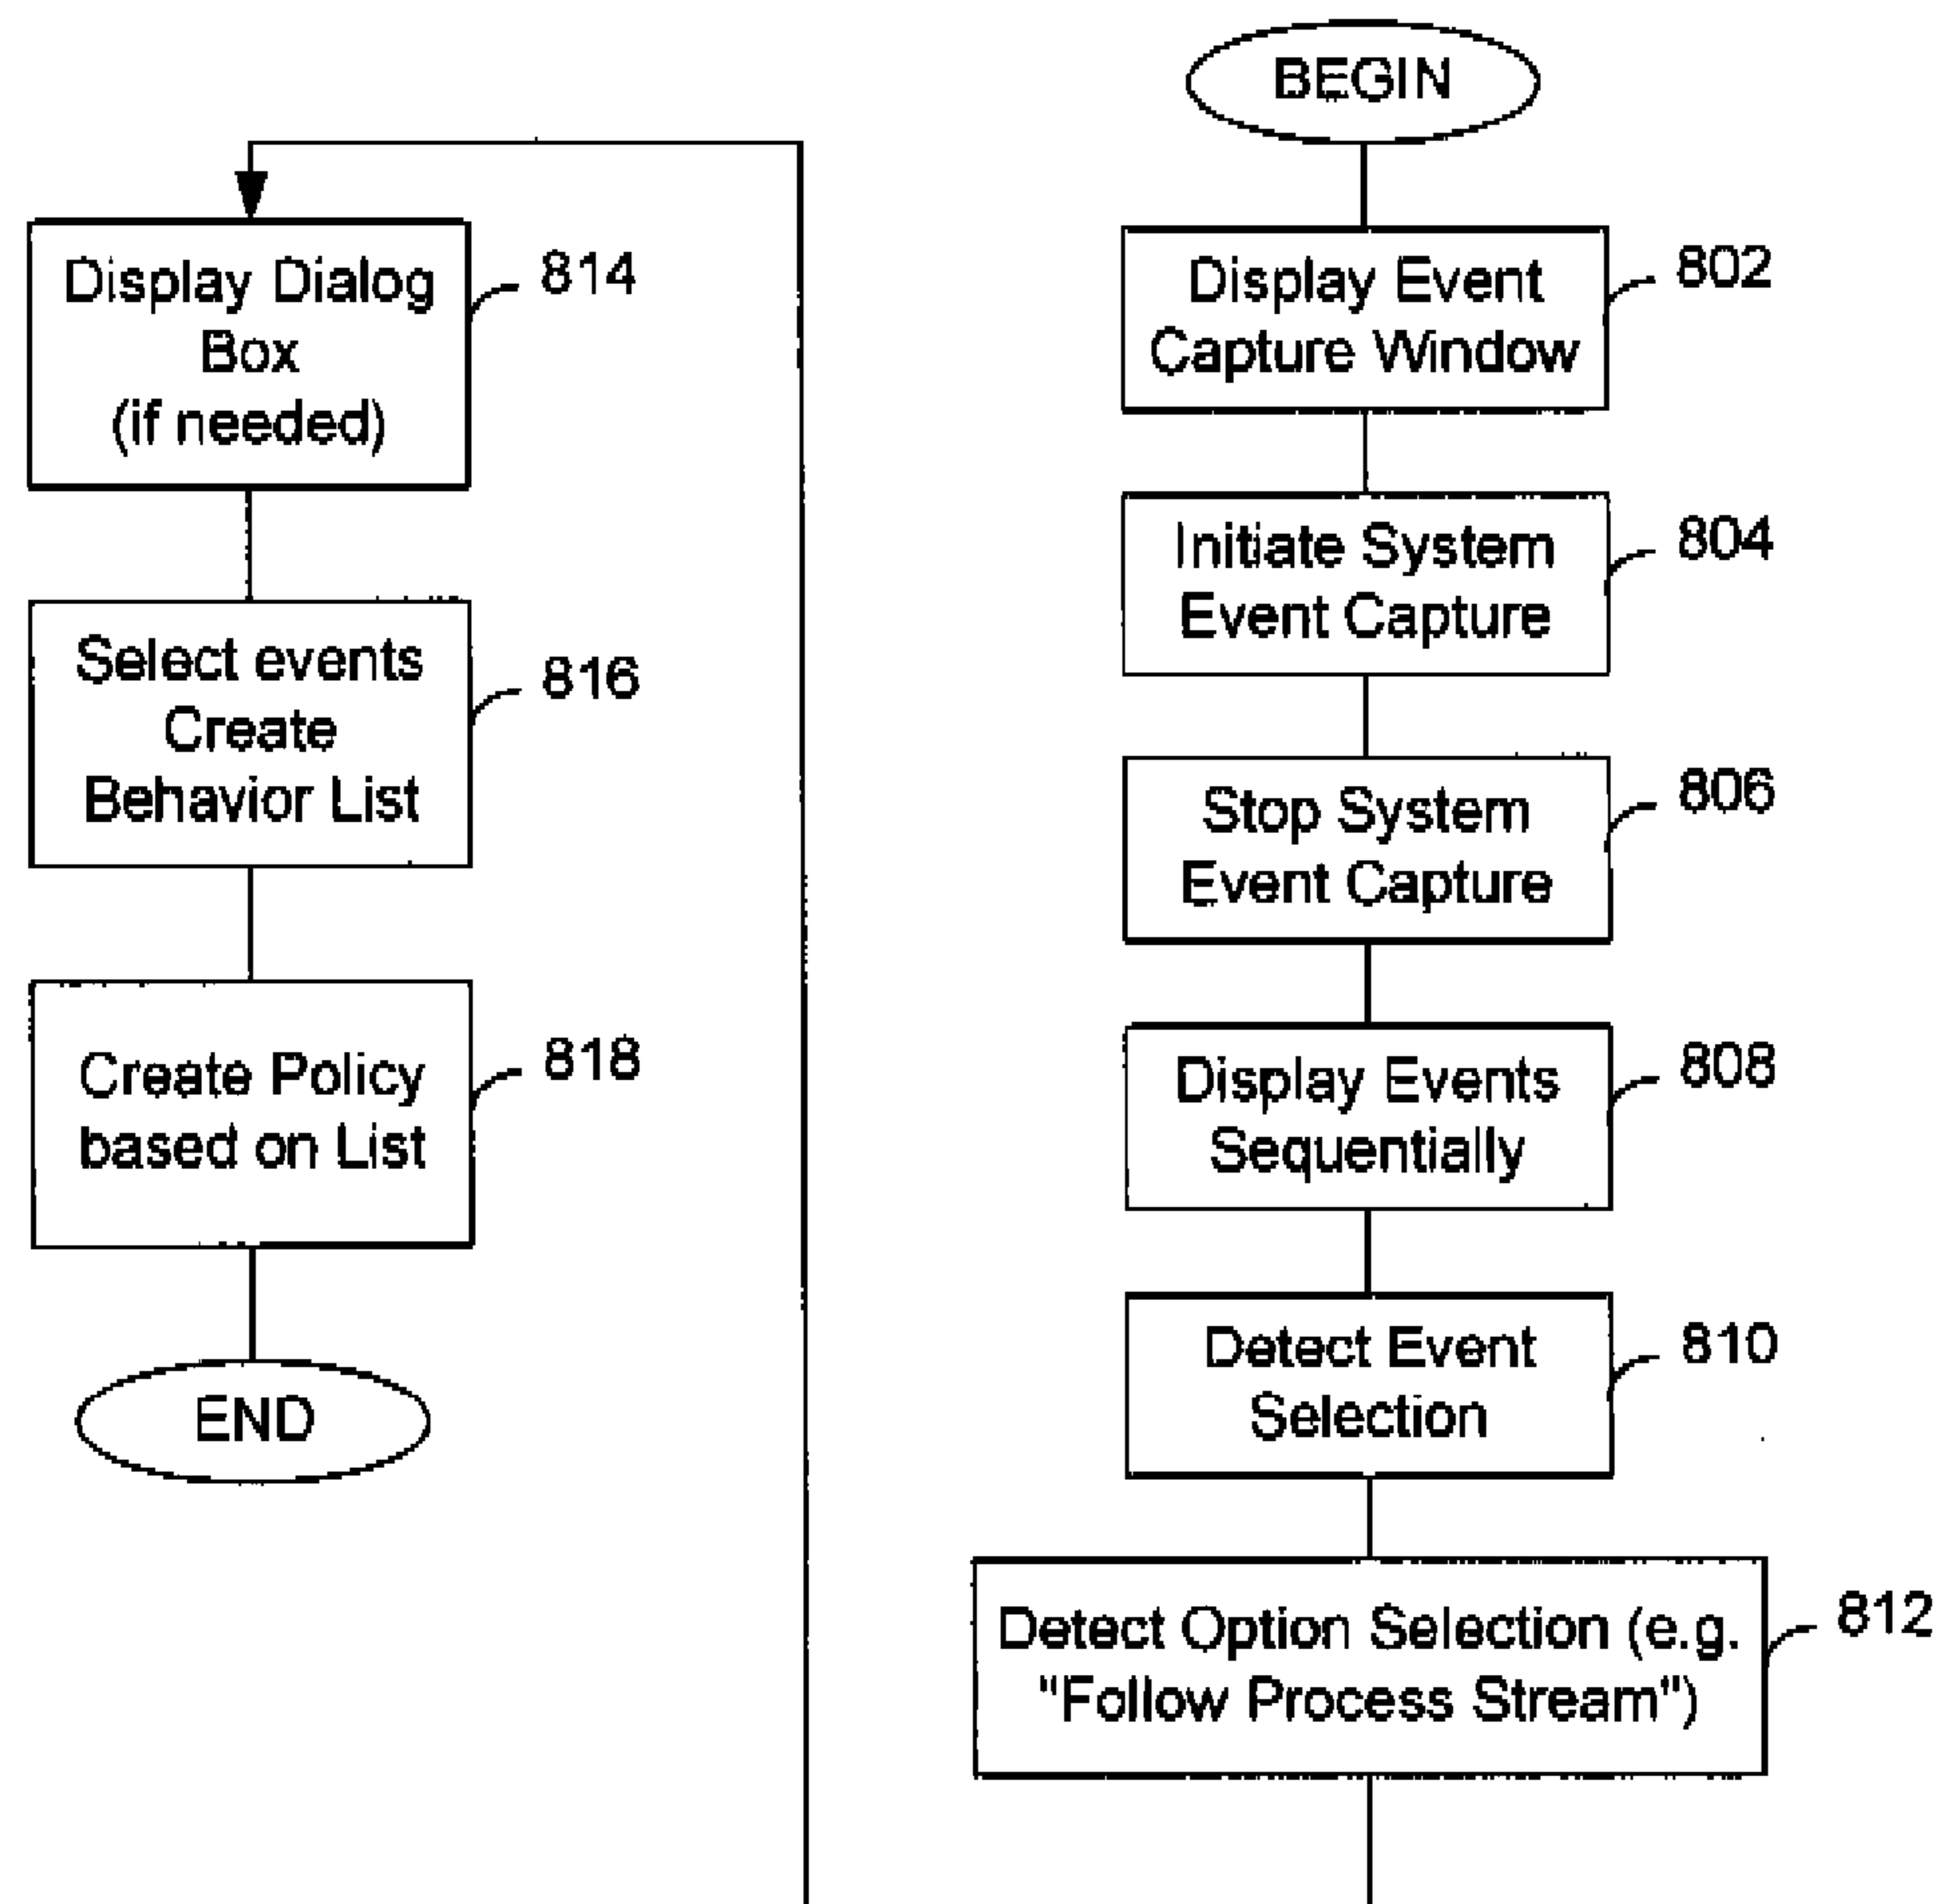 BEGIN
Display Event
Capture Window
802
Initiate System
Event Capture
804
Stop System
Event Capture
806
Display Events
Sequentially
808
Detect Event
Selection
810
Detect Option Selection (e.g.
"Follow Process Stream")
812
Display Dialog
Box
(if needed)
814
Select events
Create
Behavior List
816
Create Policy
based on List
818
END